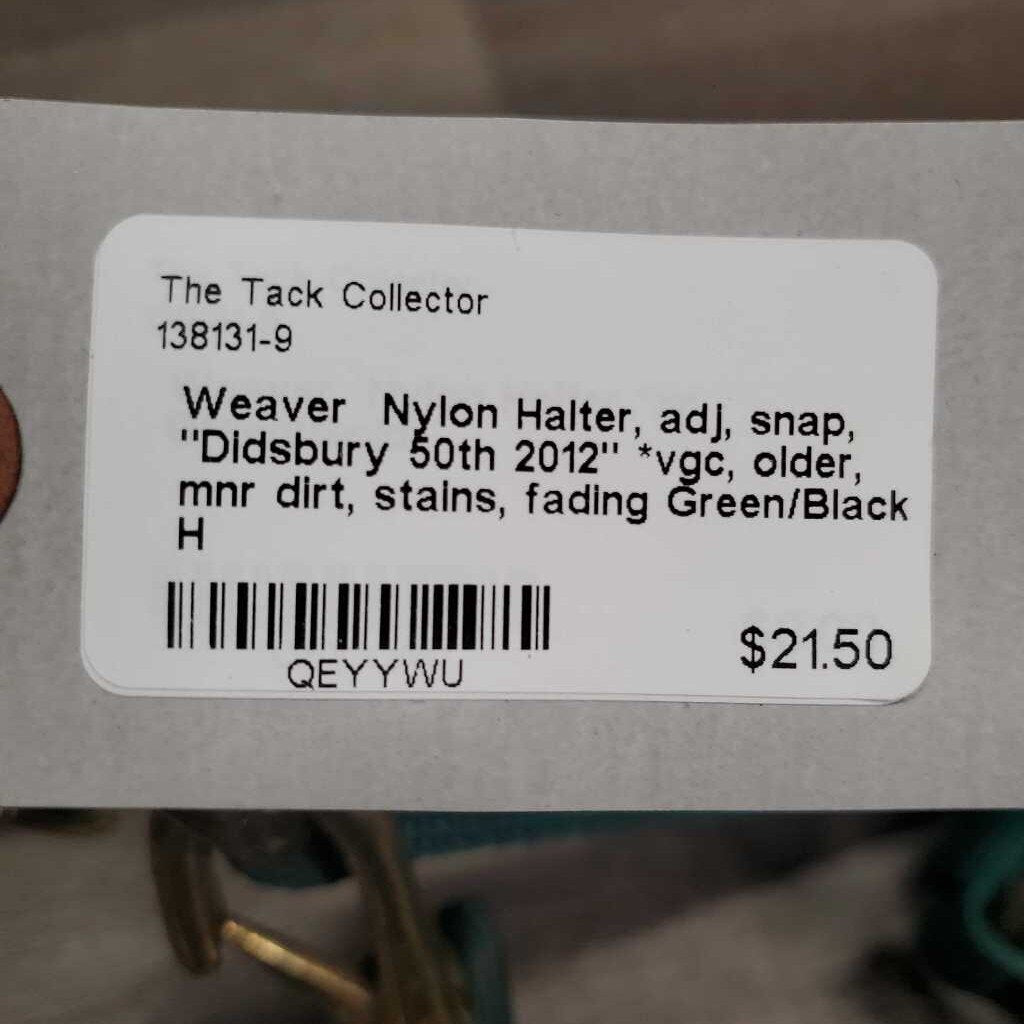 The Tack Collector
138131-9
Weaver Nylon Halter, adj, snap,
"Didsbury 50th 2012" *vgc, older,
mnr dirt, stains, fading Green/Black
H
QEYYWU
$21.50